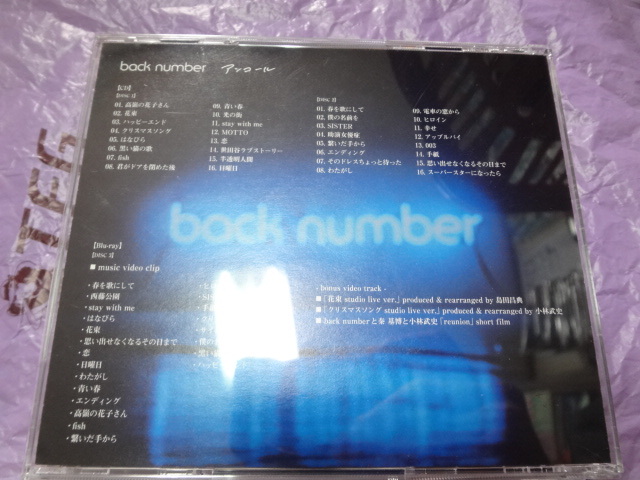 back number アンコール
【CD】
[DISC 1]
01. 高嶺の花子さん
02. 花束
03. ハッピーエンド
04. クリスマスソング
05. はなびら
06. 黒い猫の歌
07. fish
08. 君がドアを閉めた後
09. 青い春
10. 光の街
11. stay with me
12. MOTTO
13. 恋
14. 世田谷ラブストーリー
15. 半透明人間
16. 日曜日
[DISC 2]
01. 春を歌にして
02. 僕の名前を
03. SISTER
04. 助演女優症
05. 繋いだ手から
06. エンディング
07. そのドレスちょっと待った
08. わたがし
09. 電車の窓から
10. ヒロイン
11. 幸せ
12. アップルパイ
13. 003
14. 手紙
15. 思い出せなくなるその日まで
16. スーパースターになったら
back number
【Blu-ray】
[DISC 3]
■ music video clip
・春を歌にして
・西藤公園
・stay with me
・はなびら
・花束
・思い出せなくなるその日まで
・恋
・日曜日
・わたがし
・青い春
・エンディング
・高嶺の花子さん
・fish
・繋いだ手から
- bonus video track -
■「花束 studio live ver.」produced & rearranged by 島田昌典
■「クリスマスソング studio live ver.」produced & rearranged by 小林武史
■ back numberと秦 基博と小林武史「reunion」short film